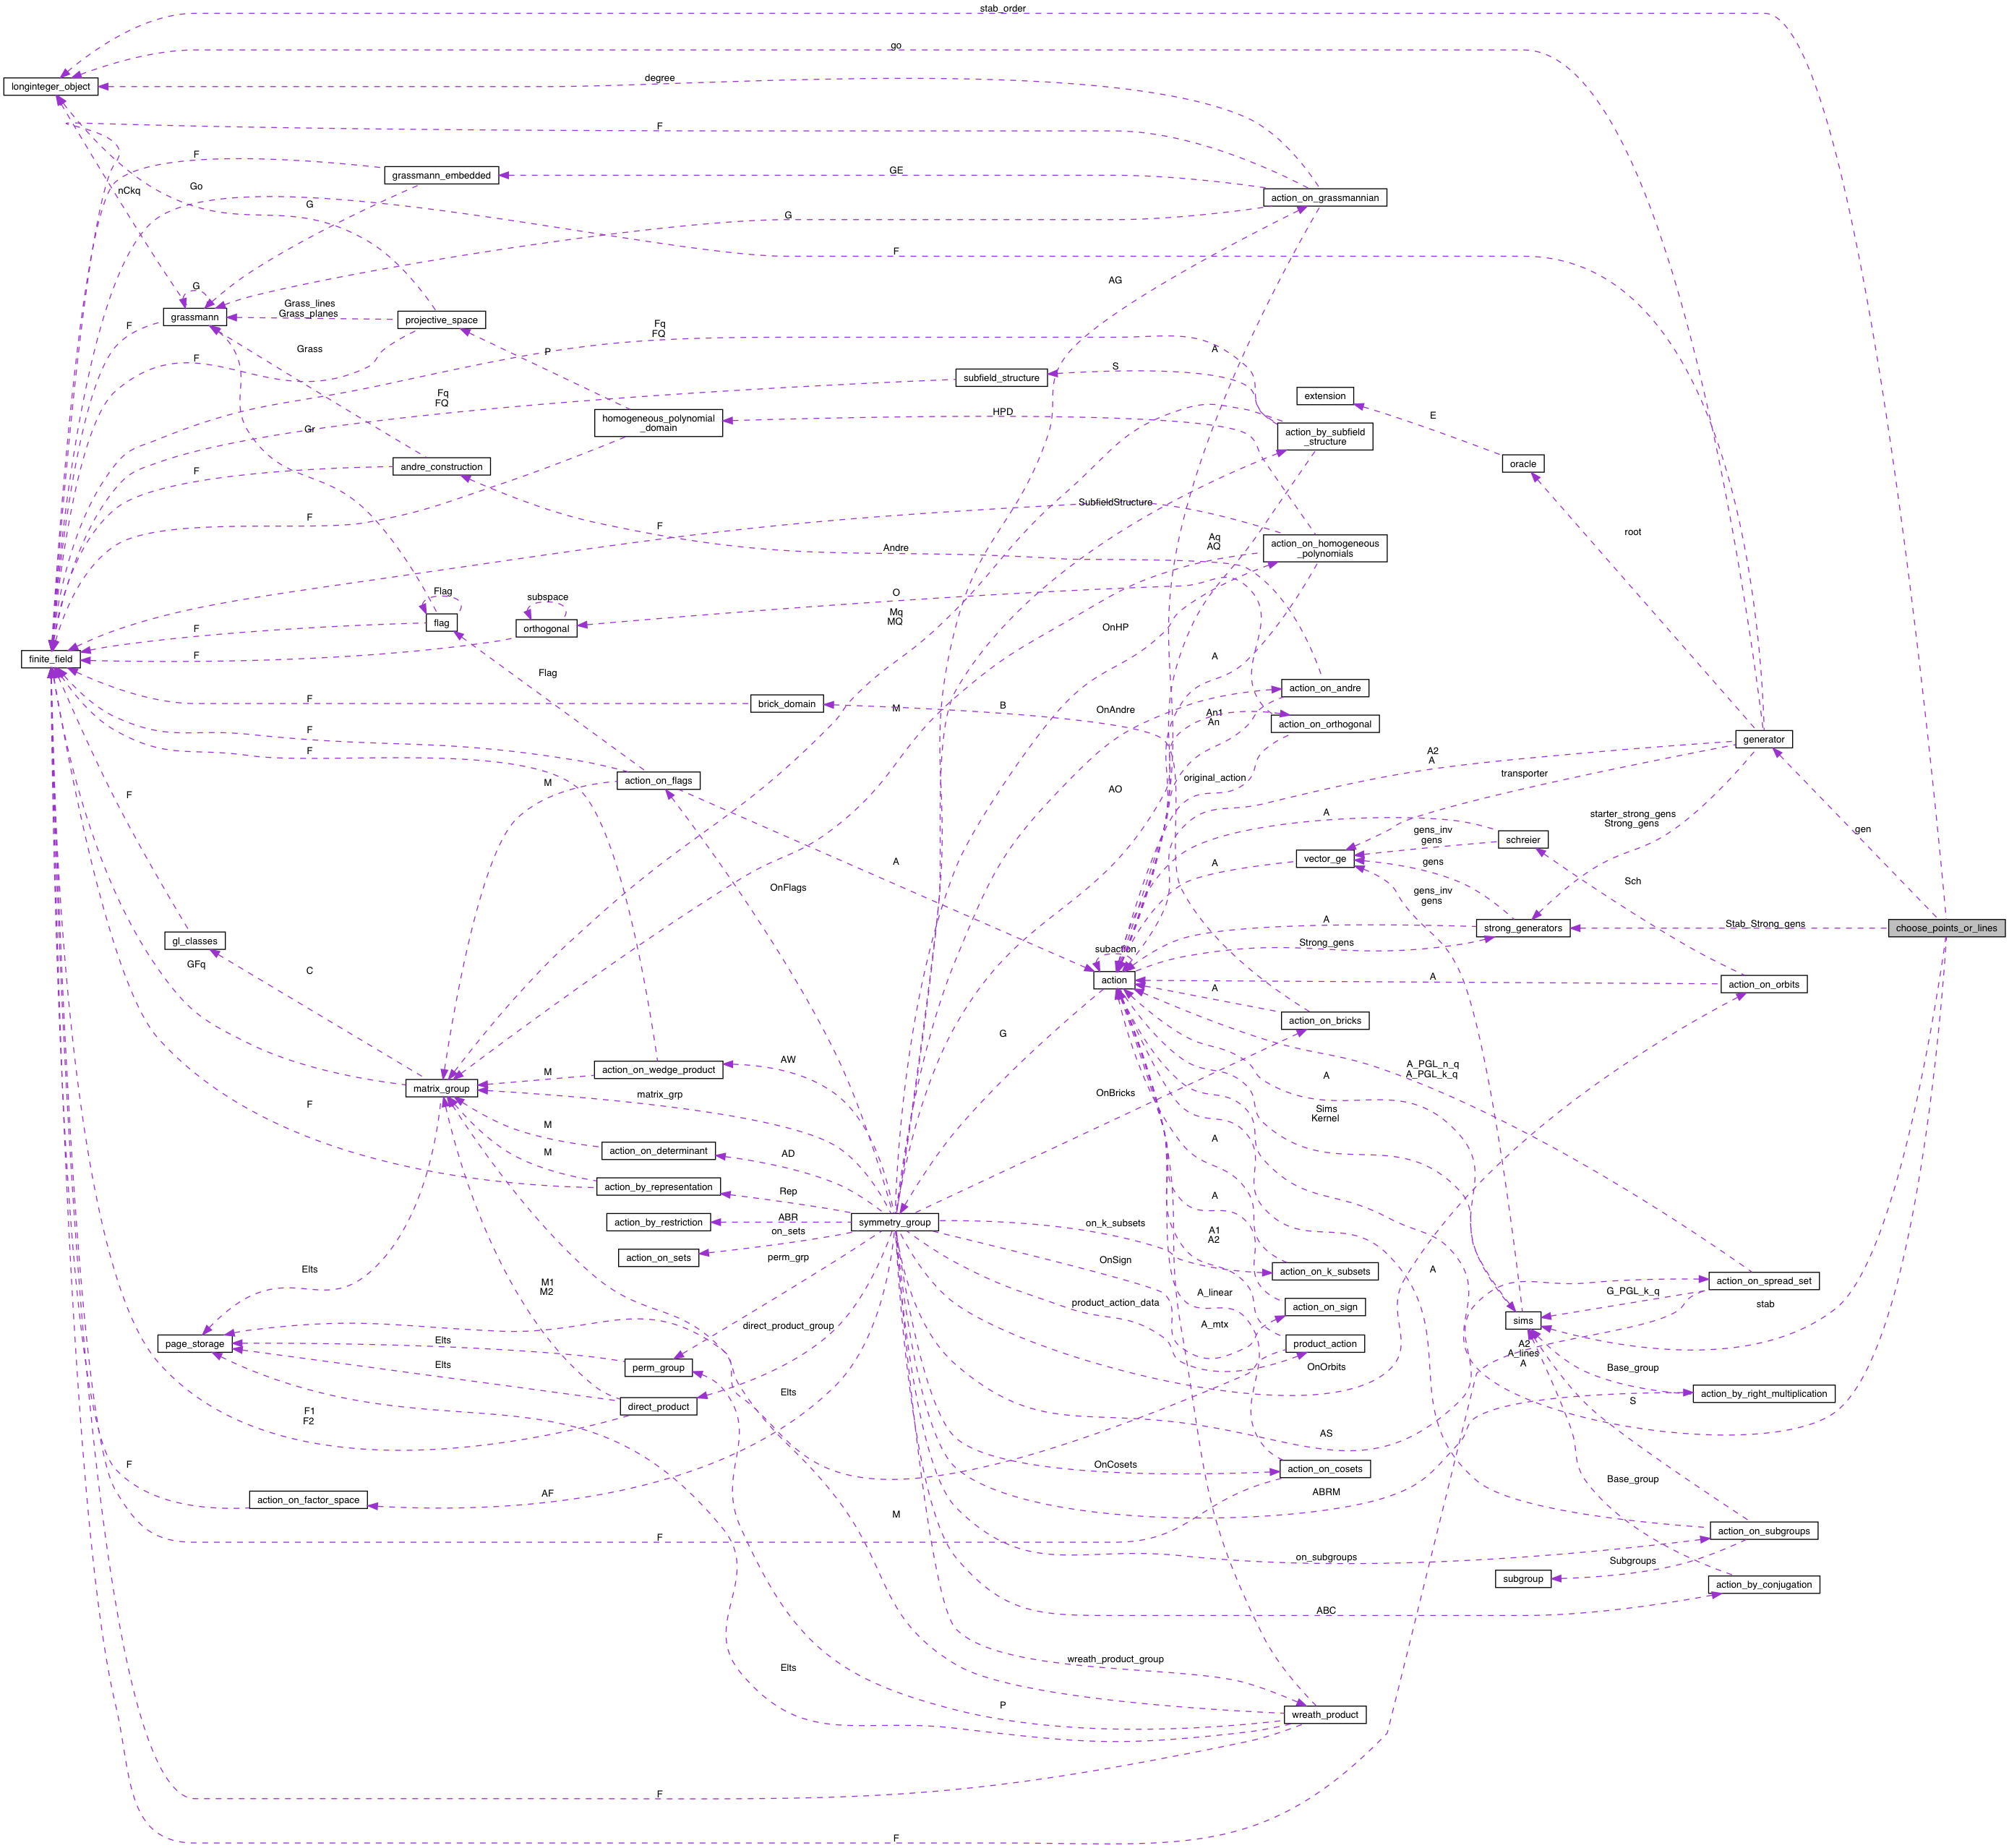 stab_order
go
longinteger_object
degree
F
F
grassmann_embedded
GE
nCkq
Go
action_on_grassmannian
G
G
F
AG
G
Grass_lines
Grass_planes
grassmann
projective_space
F
Fq
FQ
Grass
P
A
F
S
subfield_structure
extension
Fq
FQ
HPD
E
homogeneous_polynomial
_domain
Gr
action_by_subfield
_structure
andre_construction
oracle
F
SubfieldStructure
F
F
root
Aq
AQ
Andre
action_on_homogeneous
_polynomials
Flag
subspace
O
Mq
MQ
flag
F
orthogonal
OnHP
finite_field
F
A
Flag
action_on_andre
F
brick_domain
M
B
OnAndre
An1
An
action_on_orthogonal
F
generator
F
A2
A
action_on_flags
M
original_action
transporter
F
AO
A
starter_strong_gens
Strong_gens
gens_inv
gens
schreier
gen
A
vector_ge
A
gens
OnFlags
Sch
gens_inv
gens
A
strong_generators
Stab_Strong_gens
choose_points_or_lines
gl_classes
subaction
Strong_gens
GFq
C
action
A
action_on_orbits
A
action_on_bricks
G
AW
action_on_wedge_product
M
A_PGL_n_q
A_PGL_k_q
A
matrix_group
matrix_grp
OnBricks
F
Sims
Kernel
M
action_on_determinant
AD
A
M
action_by_representation
Rep
A
ABR
action_by_restriction
symmetry_group
on_k_subsets
on_sets
A1
A2
action_on_sets
perm_grp
OnSign
Elts
A
action_on_k_subsets
action_on_spread_set
M1
M2
A_linear
G_PGL_k_q
product_action_data
action_on_sign
stab
sims
direct_product_group
A_mtx
page_storage
Elts
product_action
A2
A_lines
A
Elts
perm_group
OnOrbits
Base_group
Elts
action_by_right_multiplication
direct_product
S
F1
F2
AS
F
OnCosets
action_on_cosets
Base_group
AF
ABRM
action_on_factor_space
M
action_on_subgroups
F
on_subgroups
Subgroups
subgroup
action_by_conjugation
ABC
wreath_product_group
Elts
P
wreath_product
F
F